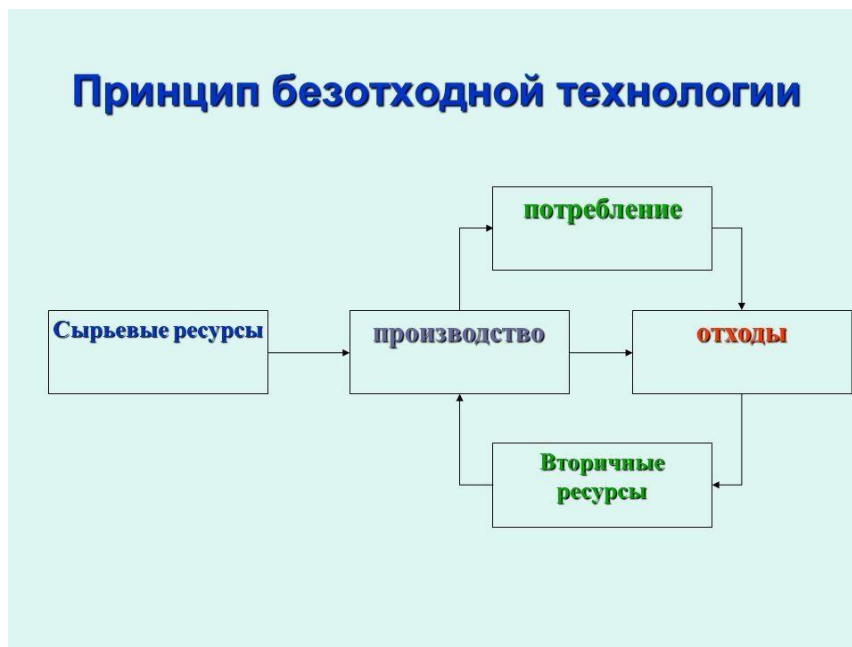 Принцип безотходной технологии
потребление
Сырьевые ресурсы
производство
отходы
Вторичные
ресурсы